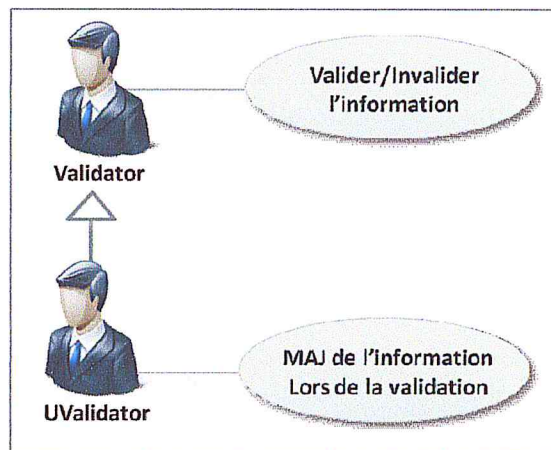 Valider/Invalider
l'information
Validator
MAJ de l'information
Lors de la validation
UValidator